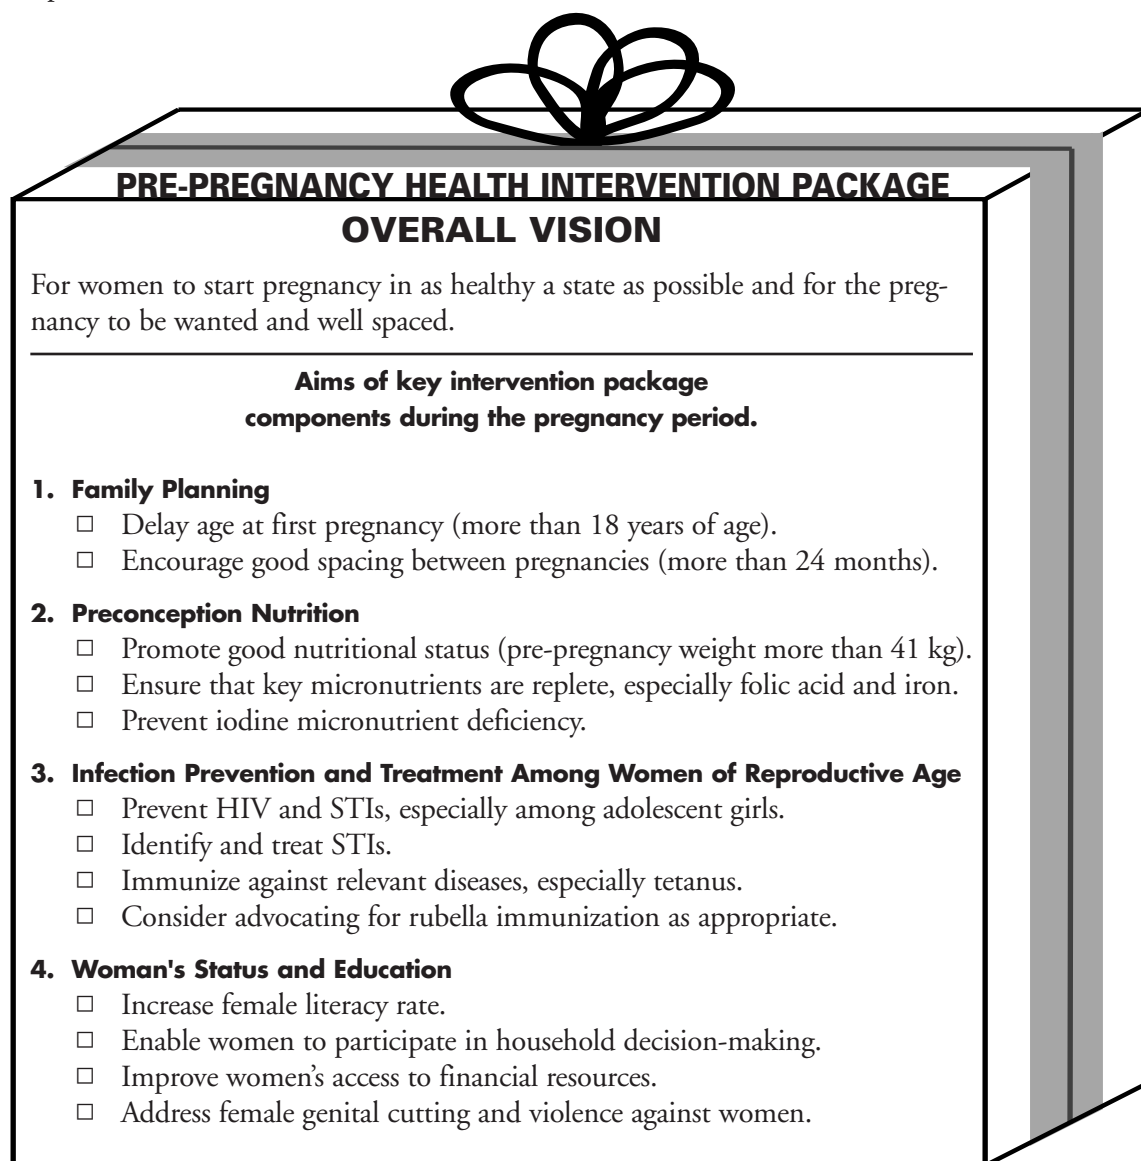 PRE-PREGNANCY HEALTH INTERVENTION PACKAGE
OVERALL VISION
For women to start pregnancy in as healthy a state as possible and for the preg-
nancy to be wanted and well spaced.
Aims of key intervention package
components during the pregnancy period.
1. Family Planning
□ Delay age at first pregnancy (more than 18 years of age).
□ Encourage good spacing between pregnancies (more than 24 months).
2. Preconception Nutrition
□ Promote good nutritional status (pre-pregnancy weight more than 41 kg).
□ Ensure that key micronutrients are replete, especially folic acid and iron.
□ Prevent iodine micronutrient deficiency.
3. Infection Prevention and Treatment Among Women of Reproductive Age
□ Prevent HIV and STIs, especially among adolescent girls.
□ Identify and treat STIs.
□ Immunize against relevant diseases, especially tetanus.
□ Consider advocating for rubella immunization as appropriate.
4. Woman's Status and Education
□ Increase female literacy rate.
□ Enable women to participate in household decision-making.
□ Improve women’s access to financial resources.
□ Address female genital cutting and violence against women.